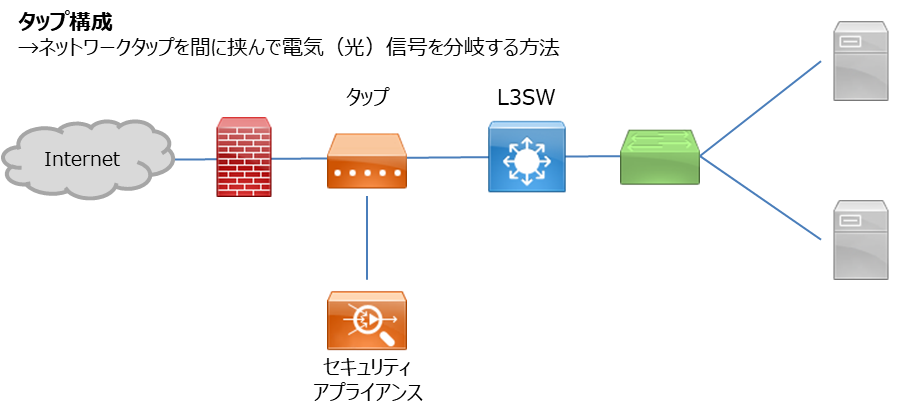 タップ構成
→ネットワークタップを間に挟んで電気（光）信号を分岐する方法
タップ
L3SW
Internet
セキュリティ
アプライアンス